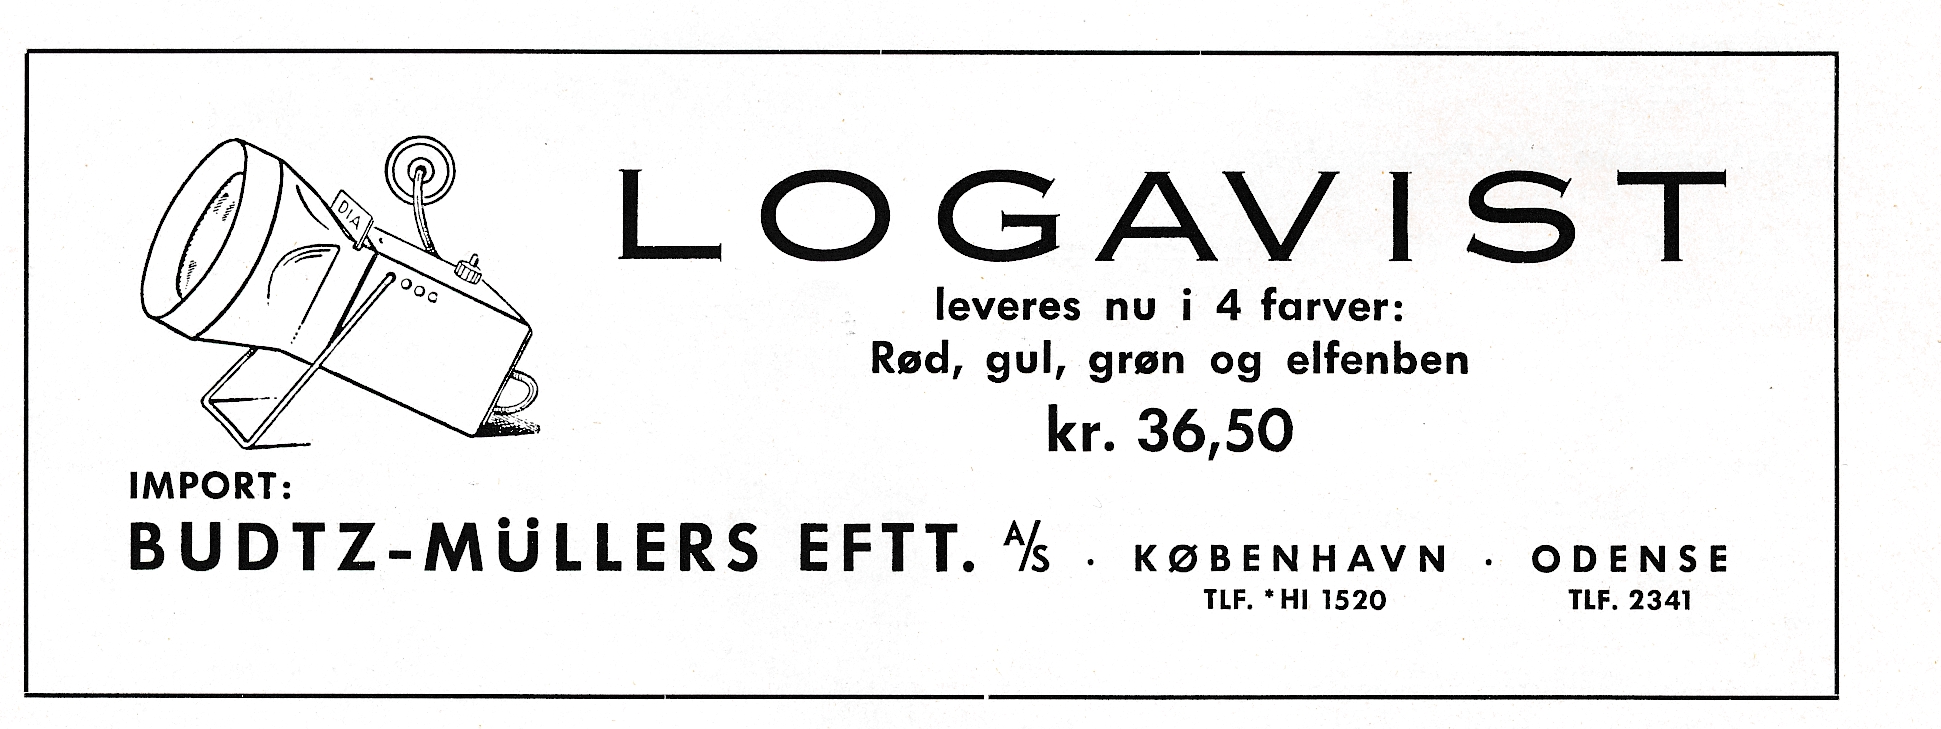 DIA
LOGAVIST
leveres nu i 4 farver:
Rød, gul, grøn og elfenben
kr. 36,50
IMPORT:
BUDTZ-MÜLLERS EFTT. A/S · KØBENHAVN · ODENSE
TLF. *HI 1520 TLF. 2341